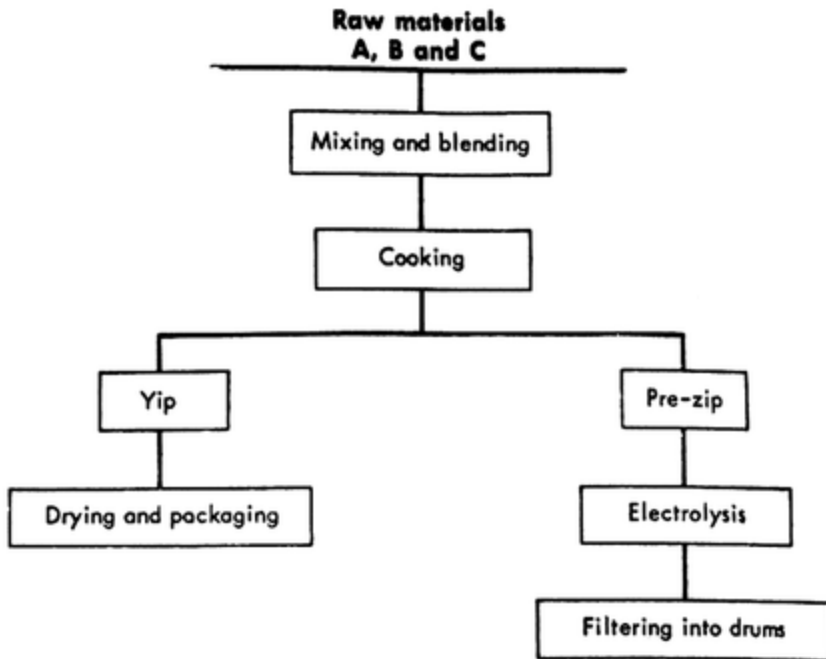 Raw materials
A, B and C
Mixing and blending
Cooking
Yip
Pre-zip
Drying and packaging
Electrolysis
Filtering into drums